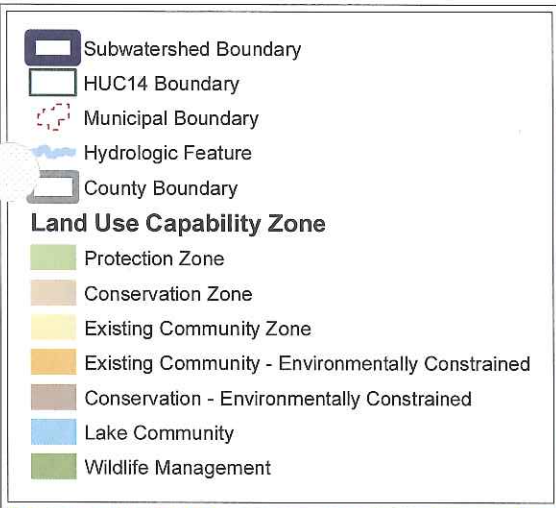 Subwatershed Boundary
HUC14 Boundary
Municipal Boundary
Hydrologic Feature
County Boundary
Land Use Capability Zone
Protection Zone
Conservation Zone
Existing Community Zone
Existing Community - Environmentally Constrained
Conservation - Environmentally Constrained
Lake Community
Wildlife Management